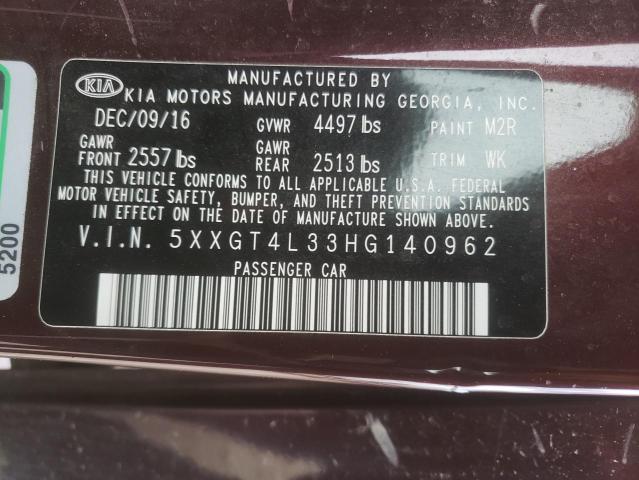 MANUFACTURED BY
KIA KIA MOTORS MANUFACTURING GEORGIA, INC.
DEC/09/16 GVWR 4497 lbs PAINT M2R
GAWR FRONT 2557 lbs GAWR REAR 2513 lbs TRIM WK
THIS VEHICLE CONFORMS TO ALL APPLICABLE U.S.A. FEDERAL
MOTOR VEHICLE SAFETY, BUMPER, AND THEFT PREVENTION STANDARDS
IN EFFECT ON THE DATE OF MANUFACTURE SHOWN ABOVE.
V.I.N. 5XXGT4L33HG140962
PASSENGER CAR
5200